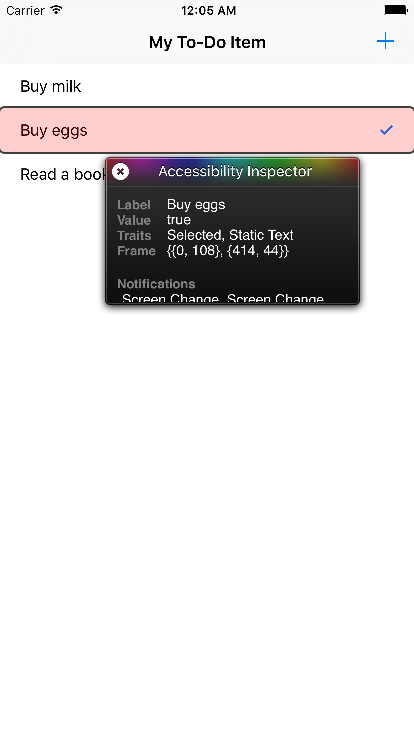 Carrier 12:05 AM
My To-Do Item
Buy milk
Buy eggs
Read a book
Accessibility Inspector
Label Buy eggs
Value true
Traits Selected, Static Text
Frame {{0, 108}, {414, 44}}
Notifications
Screen Change, Screen Change